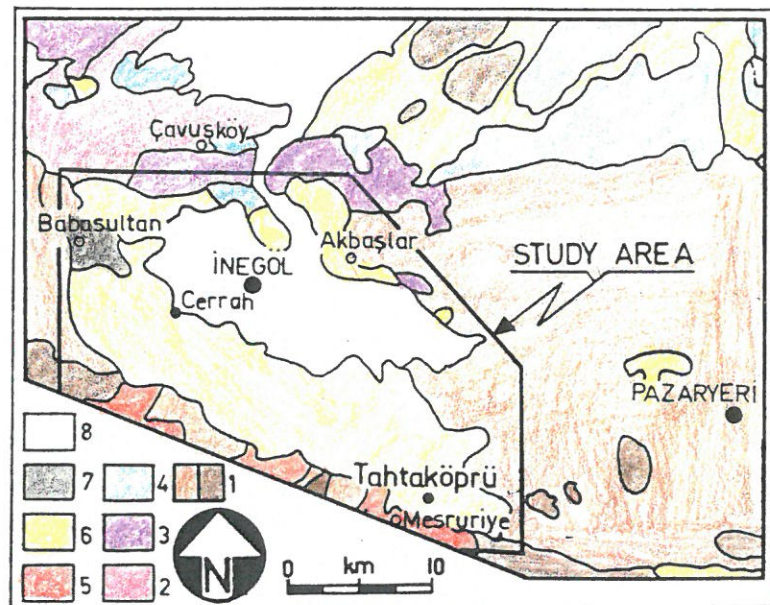 Çavuşköy
Babasultan
Akbaşlar
STUDY AREA
İNEGÖL
Cerrah
PAZARYERİ
Tahtaköprü
Mesruriye
8
7
4
1
6
3
5
2
N
0 km 10